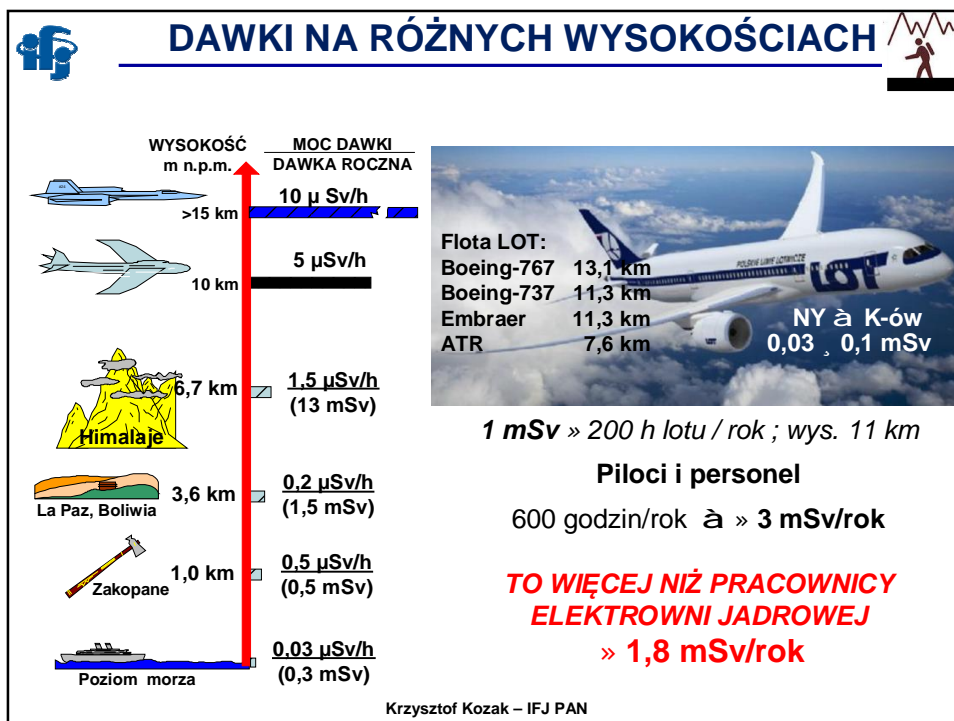 ifj
DAWKI NA RÓŻNYCH WYSOKOŚCIACH
WYSOKOŚĆ
m n.p.m.
MOC DAWKI
DAWKA ROCZNA
>15 km
10 µ Sv/h
10 km
5 µSv/h
6,7 km
1,5 µSv/h
(13 mSv)
Himalaje
3,6 km
0,2 µSv/h
(1,5 mSv)
La Paz, Boliwia
1,0 km
0,5 µSv/h
(0,5 mSv)
Zakopane
0,03 µSv/h
(0,3 mSv)
Poziom morza
Flota LOT:
Boeing-767 13,1 km
Boeing-737 11,3 km
Embraer 11,3 km
ATR 7,6 km
POLSKIE LINIE LOTNICZE
LOT
NY à K-ów
0,03 ¸ 0,1 mSv
1 mSv » 200 h lotu / rok ; wys. 11 km
Piloci i personel
600 godzin/rok à » 3 mSv/rok
TO WIĘCEJ NIŻ PRACOWNICY
ELEKTROWNI JADROWEJ
» 1,8 mSv/rok
Krzysztof Kozak – IFJ PAN